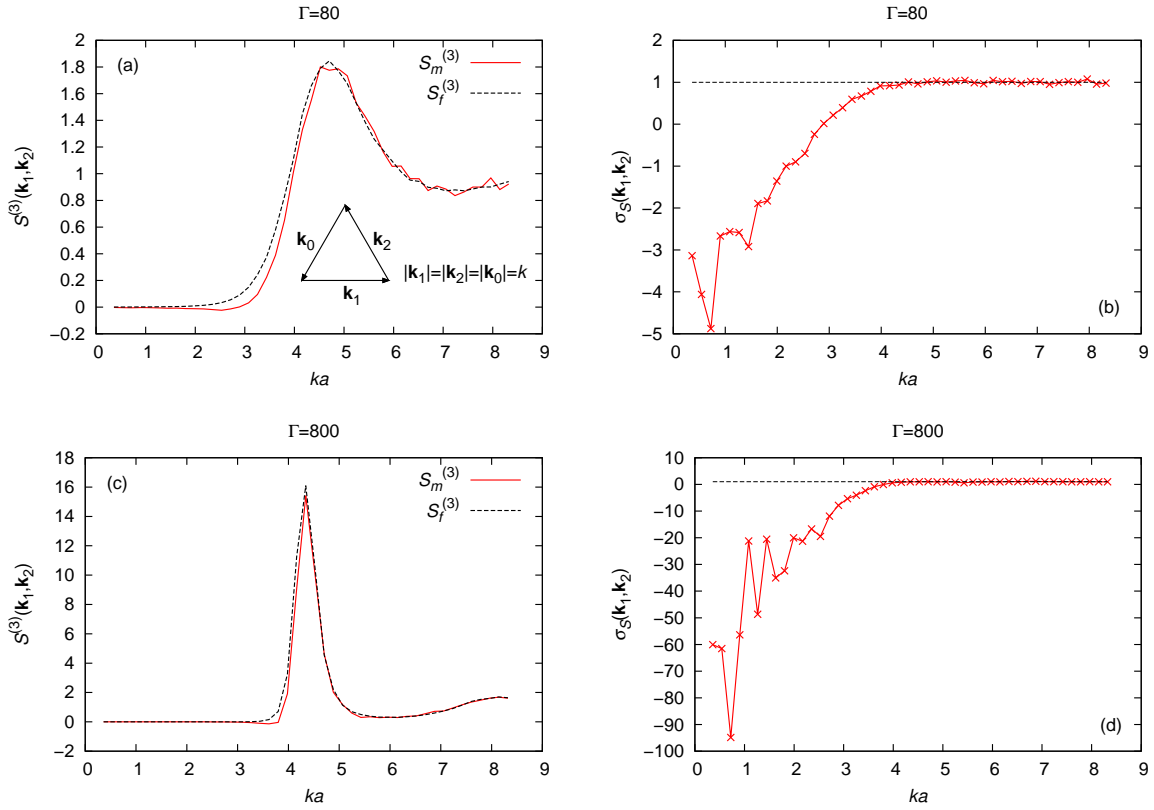 Γ=80
(a)
Sm(3)
Sf(3)
S(3)(k1,k2)
1.8
2
1.6
1.4
1.2
1
0.8
0.6
0.4
0.2
0
−0.2
k0
k2
k1
|k1|=|k2|=|k0|=k
0 1 2 3 4 5 6 7 8 9
ka
Γ=80
σS(k1,k2)
2
1
0
−1
−2
−3
−4
−5
(b)
0 1 2 3 4 5 6 7 8 9
ka
Γ=800
(c)
Sm(3)
Sf(3)
S(3)(k1,k2)
18
16
14
12
10
8
6
4
2
0
−2
0 1 2 3 4 5 6 7 8 9
ka
Γ=800
σS(k1,k2)
10
0
−10
−20
−30
−40
−50
−60
−70
−80
−90
−100
(d)
0 1 2 3 4 5 6 7 8 9
ka